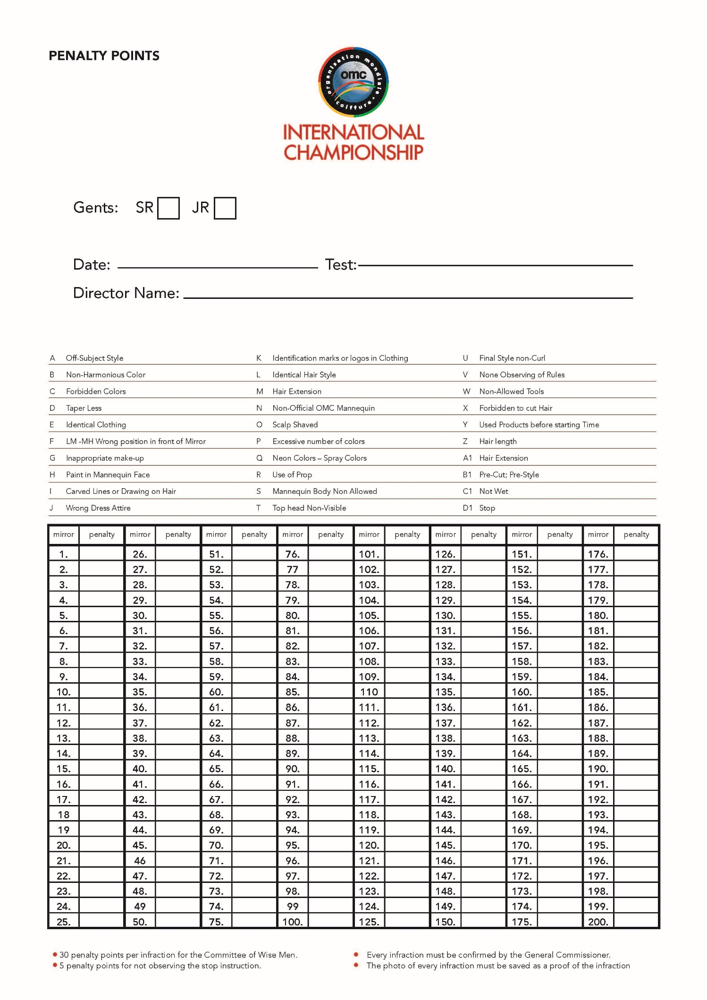 PENALTY POINTS
organisation mondiale coiffure
omc
INTERNATIONAL
CHAMPIONSHIP
Gents: SR JR
Date: Test:
Director Name:
A Off-Subject Style K Identification marks or logos in Clothing U Final Style non-Curl
B Non-Harmonious Color L Identical Hair Style V None Observing of Rules
C Forbidden Colors M Hair Extension W Non-Allowed Tools
D Taper Less N Non-Official OMC Mannequin X Forbidden to cut Hair
E Identical Clothing O Scalp Shaved Y Used Products before starting Time
F LM -MH Wrong position in front of Mirror P Excessive number of colors Z Hair length
G Inappropriate make-up Q Neon Colors – Spray Colors A1 Hair Extension
H Paint in Mannequin Face R Use of Prop B1 Pre-Cut; Pre-Style
I Carved Lines or Drawing on Hair S Mannequin Body Non Allowed C1 Not Wet
J Wrong Dress Attire T Top head Non-Visible D1 Stop
mirror penalty mirror penalty mirror penalty mirror penalty mirror penalty mirror penalty mirror penalty mirror penalty
1. 26. 51. 76. 101. 126. 151. 176.
2. 27. 52. 77 102. 127. 152. 177.
3. 28. 53. 78. 103. 128. 153. 178.
4. 29. 54. 79. 104. 129. 154. 179.
5. 30. 55. 80. 105. 130. 155. 180.
6. 31. 56. 81. 106. 131. 156. 181.
7. 32. 57. 82. 107. 132. 157. 182.
8. 33. 58. 83. 108. 133. 158. 183.
9. 34. 59. 84. 109. 134. 159. 184.
10. 35. 60. 85. 110 135. 160. 185.
11. 36. 61. 86. 111. 136. 161. 186.
12. 37. 62. 87. 112. 137. 162. 187.
13. 38. 63. 88. 113. 138. 163. 188.
14. 39. 64. 89. 114. 139. 164. 189.
15. 40. 65. 90. 115. 140. 165. 190.
16. 41. 66. 91. 116. 141. 166. 191.
17. 42. 67. 92. 117. 142. 167. 192.
18 43. 68. 93. 118. 143. 168. 193.
19 44. 69. 94. 119. 144. 169. 194.
20. 45. 70. 95. 120. 145. 170. 195.
21. 46 71. 96. 121. 146. 171. 196.
22. 47. 72. 97. 122. 147. 172. 197.
23. 48. 73. 98. 123. 148. 173. 198.
24. 49 74. 99 124. 149. 174. 199.
25. 50. 75. 100. 125. 150. 175. 200.
• 30 penalty points per infraction for the Committee of Wise Men. • Every infraction must be confirmed by the General Commissioner.
• 5 penalty points for not observing the stop instruction. • The photo of every infraction must be saved as a proof of the infraction